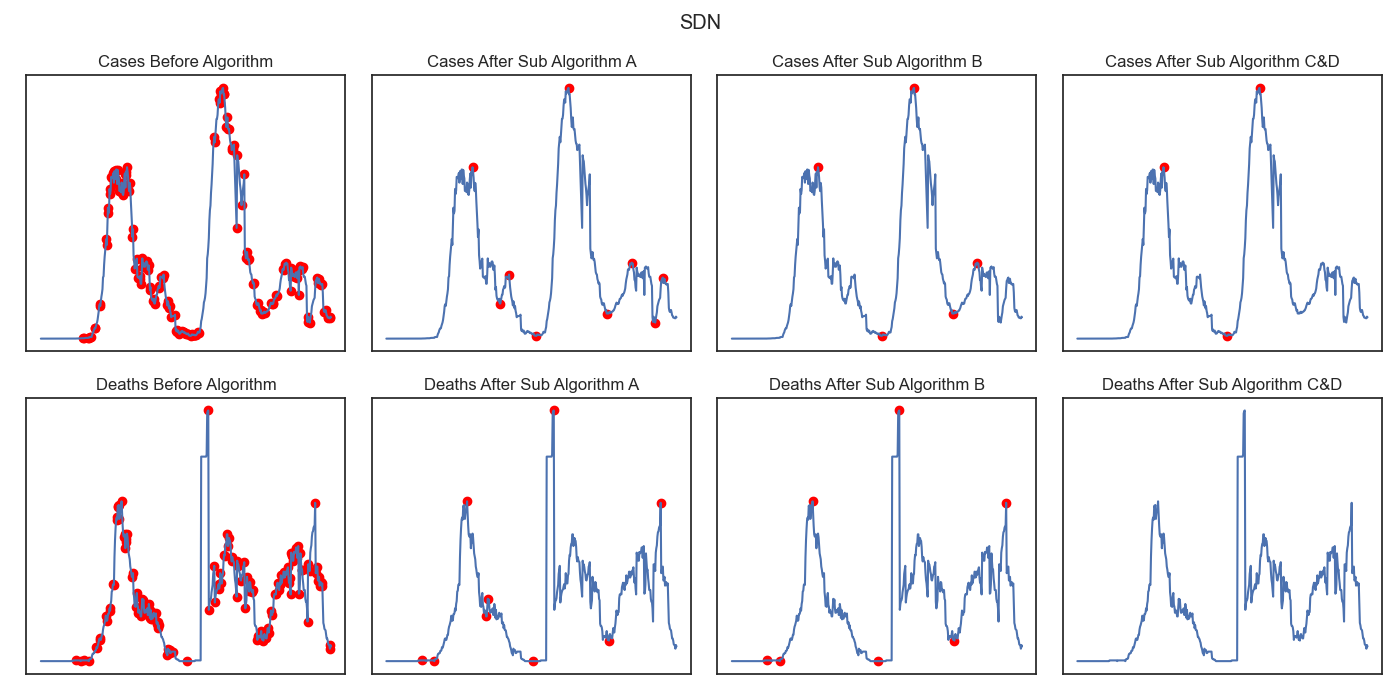 SDN
Cases Before Algorithm
Cases After Sub Algorithm A
Cases After Sub Algorithm B
Cases After Sub Algorithm C&D
Deaths Before Algorithm
Deaths After Sub Algorithm A
Deaths After Sub Algorithm B
Deaths After Sub Algorithm C&D